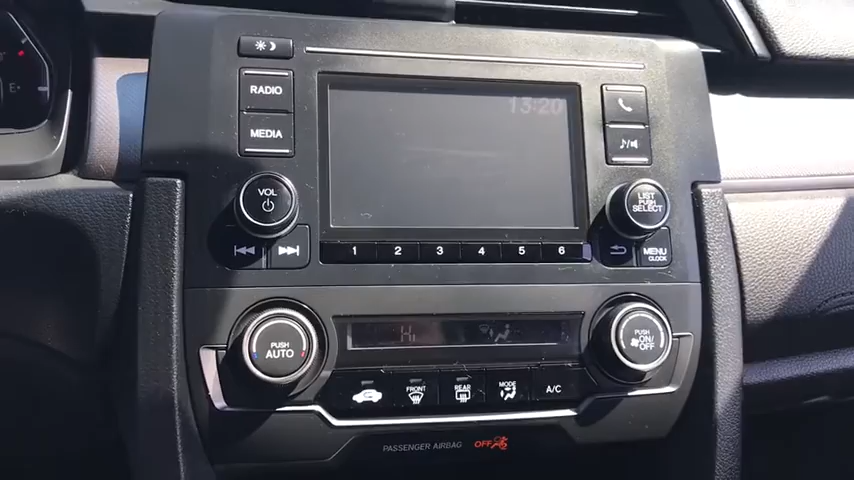 E
RADIO
MEDIA
VOL
13:20
LIST
PUSH
SELECT
MENU
CLOCK
1 2 3 4 5 6
PUSH
AUTO
Hi
PUSH
ON/
OFF
FRONT
REAR
MODE
A/C
PASSENGER AIRBAG OFF